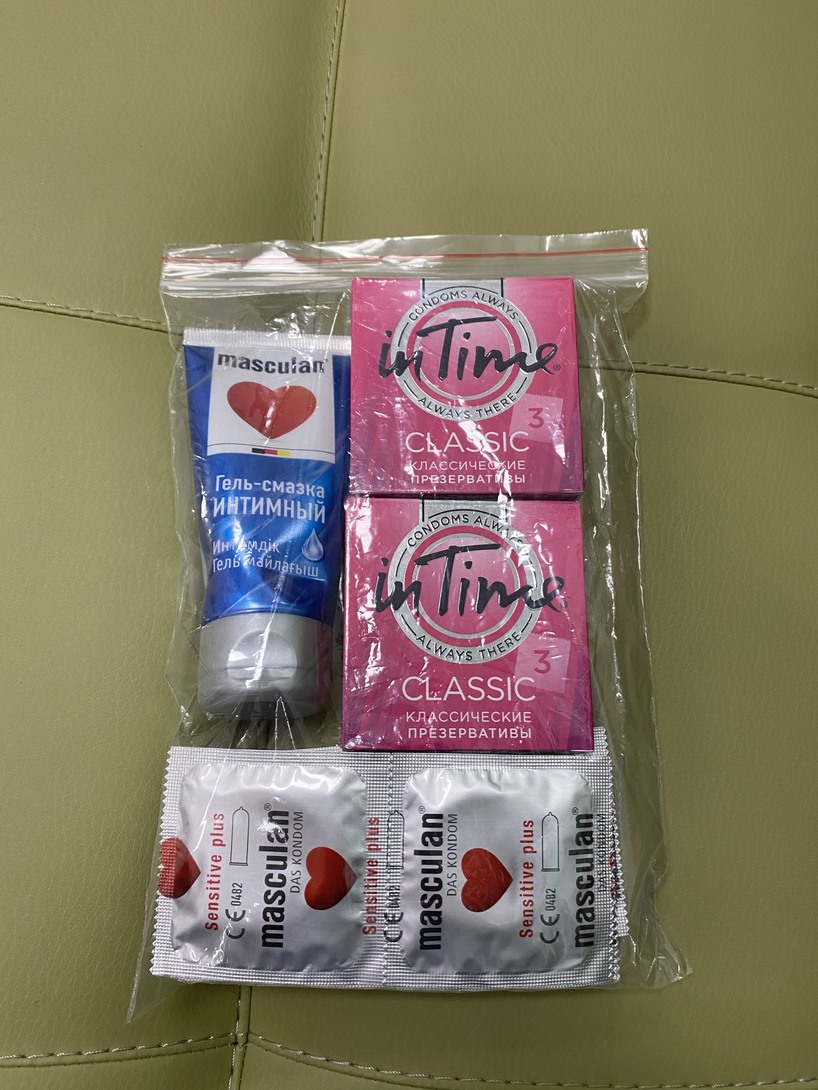 masculan®
Гель-смазка
ИНТИМНЫЙ
Интимдік
Гель майлағыш
CONDOMS ALWAYS
in Time®
ALWAYS THERE
3
CLASSIC
КЛАССИЧЕСКИЕ
ПРЕЗЕРВАТИВЫ
CONDOMS ALWAYS
in Time®
ALWAYS THERE
3
CLASSIC
КЛАССИЧЕСКИЕ
ПРЕЗЕРВАТИВЫ
Sensitive plus
CE 0482
masculan®
DAS KONDOM
Sensitive plus
CE 0482
masculan®
DAS KONDOM
Sensitive plus
CE 0482
masculan®